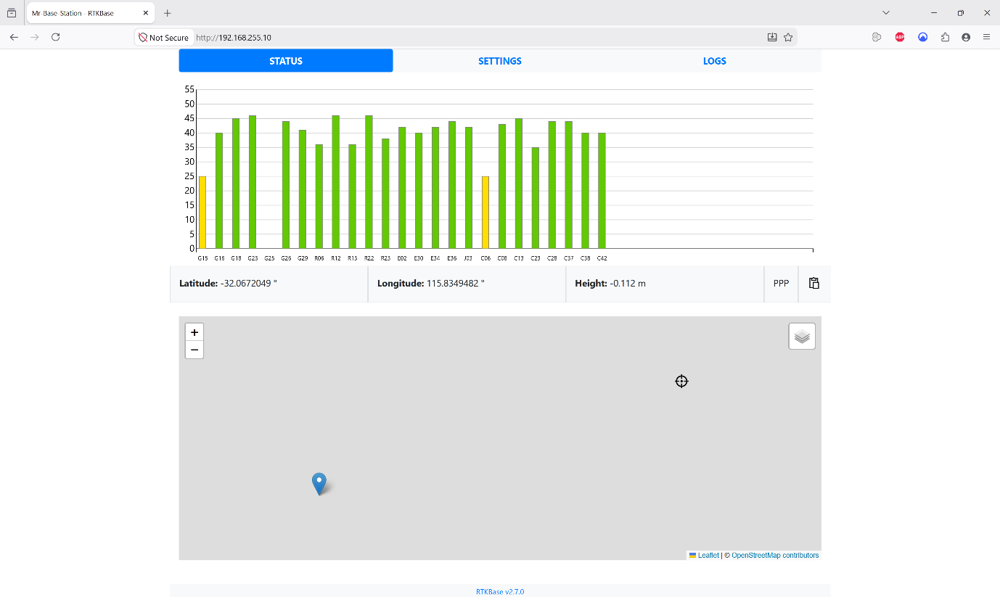 Mr-Base-Station - RTKBase
Not Secure http://192.168.255.10
ABP
STATUS SETTINGS LOGS
55
50
45
40
35
30
25
20
15
10
5
0
G15 G16 G18 G23 G25 G26 G29 R06 R12 R13 R22 R23 E02 E30 E34 E36 J03 C06 C08 C13 C23 C28 C37 C38 C42
Latitude: -32.0672049 ° Longitude: 115.8349482 ° Height: -0.112 m PPP
+
−
Leaflet | © OpenStreetMap contributors
RTKBase v2.7.0